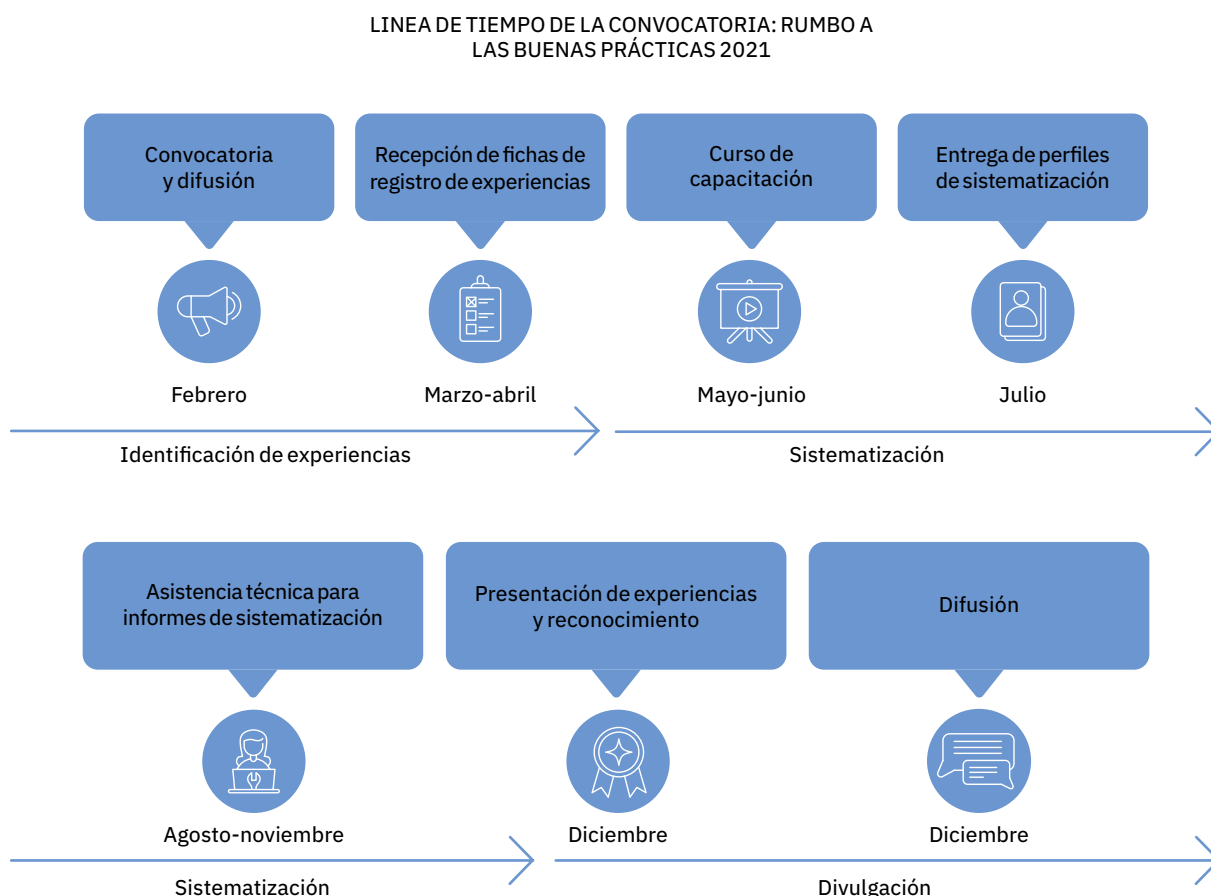 LINEA DE TIEMPO DE LA CONVOCATORIA: RUMBO A
LAS BUENAS PRÁCTICAS 2021
Convocatoria
y difusión
Recepción de fichas de
registro de experiencias
Curso de
capacitación
Entrega de perfiles
de sistematización
Febrero
Marzo-abril
Mayo-junio
Julio
Identificación de experiencias
Sistematización
Asistencia técnica para
informes de sistematización
Presentación de experiencias
y reconocimiento
Difusión
Agosto-noviembre
Diciembre
Diciembre
Sistematización
Divulgación